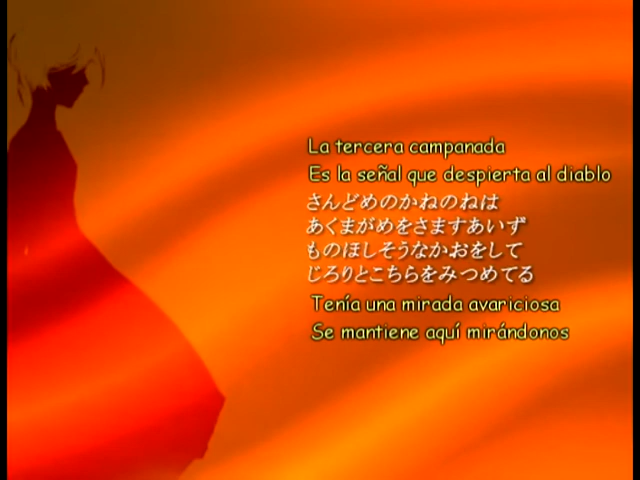 La tercera campanada
Es la señal que despierta al diablo
さんどめのかねのねは
あくまがめをさますあいず
ものほしそうなかおをして
じろりとこちらをみつめてる
Tenía una mirada avariciosa
Se mantiene aquí mirándonos